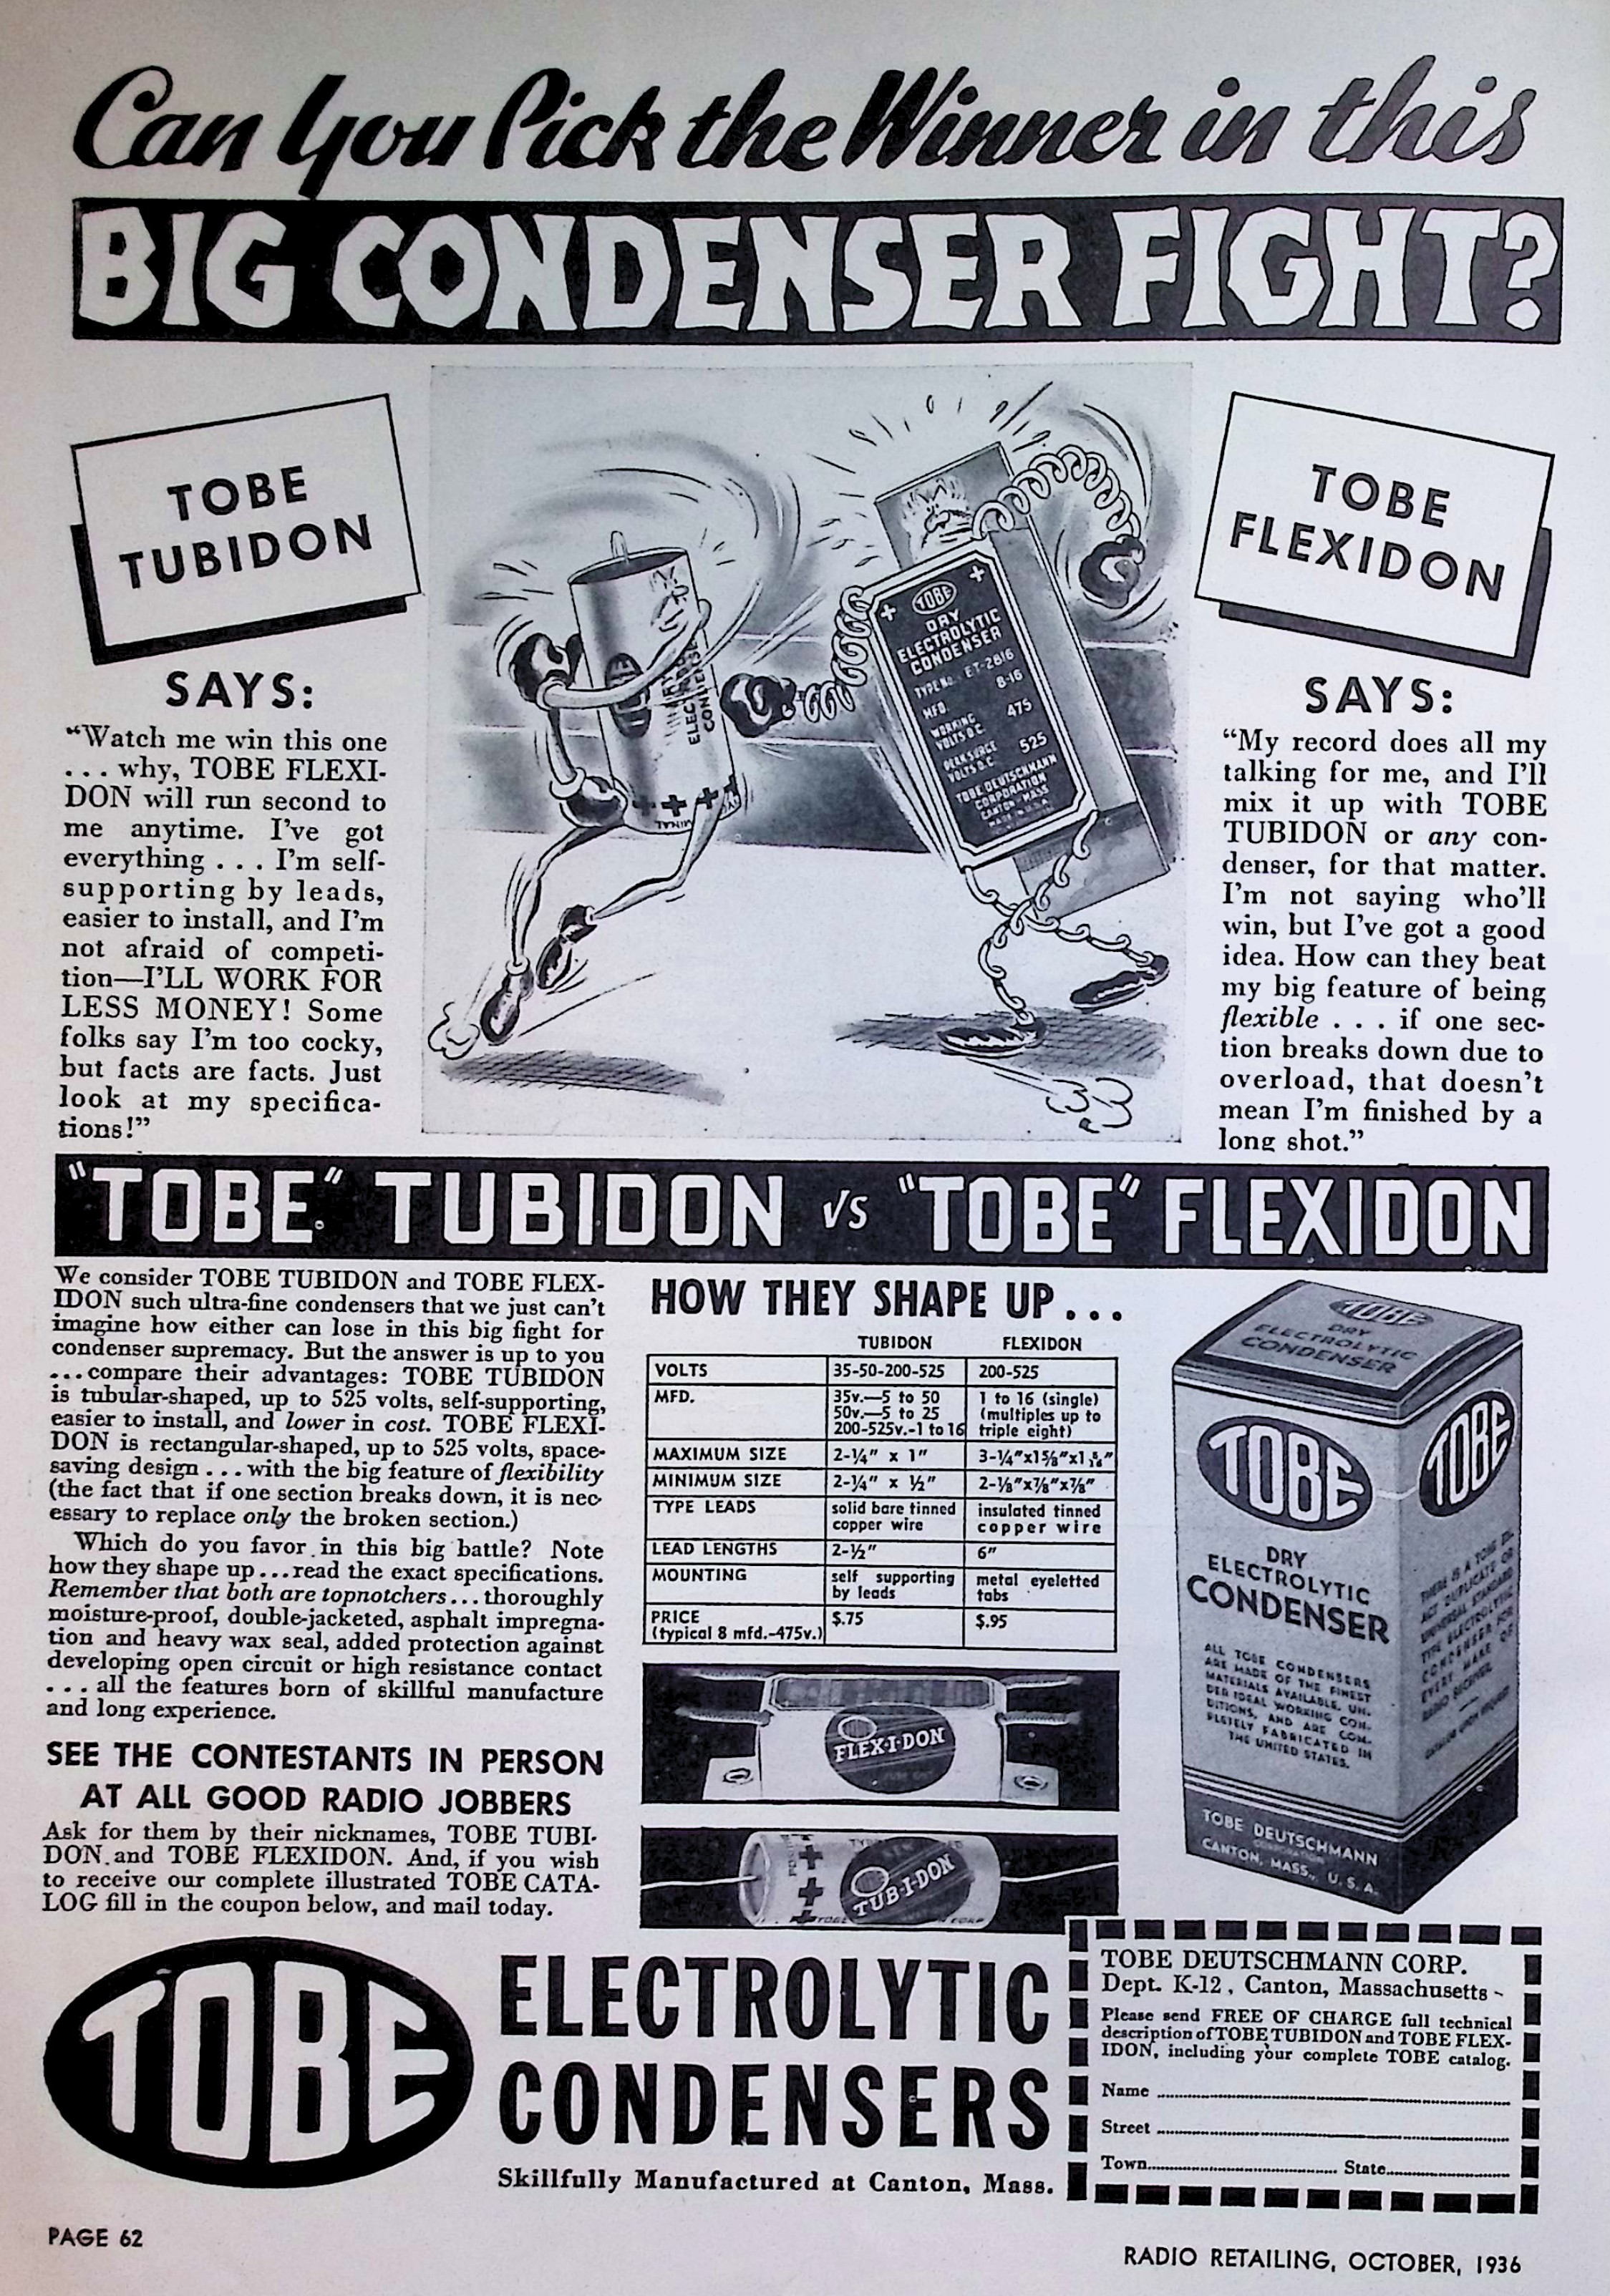 Can You Pick the Winner in this
BIG CONDENSER FIGHT?
TOBE
TUBIDON
SAYS:
"Watch me win this one
... why, TOBE FLEXI-
DON will run second to
me anytime. I've got
everything ... I'm self-
supporting by leads,
easier to install, and I'm
not afraid of competi-
tion—I'LL WORK FOR
LESS MONEY! Some
folks say I'm too cocky,
but facts are facts. Just
look at my specifica-
tions!"
TOBE
DRY
ELECTROLYTIC
CONDENSER
TYPE No. ET-2816
MFD. 8-16
WORKING
VOLTS D.C. 475
PEAK SURGE
VOLTS D.C. 525
TOBE DEUTSCHMANN
CORPORATION
CANTON, MASS.
TOBE
FLEXIDON
SAYS:
"My record does all my
talking for me, and I'll
mix it up with TOBE
TUBIDON or any con-
denser, for that matter.
I'm not saying who'll
win, but I've got a good
idea. How can they beat
my big feature of being
flexible ... if one sec-
tion breaks down due to
overload, that doesn't
mean I'm finished by a
long shot."
"TOBE" TUBIDON vs "TOBE" FLEXIDON
We consider TOBE TUBIDON and TOBE FLEX-
IDON such ultra-fine condensers that we just can't
imagine how either can lose in this big fight for
condenser supremacy. But the answer is up to you
...compare their advantages: TOBE TUBIDON
is tubular-shaped, up to 525 volts, self-supporting,
easier to install, and lower in cost. TOBE FLEXI-
DON is rectangular-shaped, up to 525 volts, space-
saving design ... with the big feature of flexibility
(the fact that if one section breaks down, it is nec-
essary to replace only the broken section.)
Which do you favor in this big battle? Note
how they shape up...read the exact specifications.
Remember that both are topnotchers...thoroughly
moisture-proof, double-jacketed, asphalt impregna-
tion and heavy wax seal, added protection against
developing open circuit or high resistance contact
... all the features born of skillful manufacture
and long experience.
SEE THE CONTESTANTS IN PERSON
AT ALL GOOD RADIO JOBBERS
Ask for them by their nicknames, TOBE TUBI-
DON and TOBE FLEXIDON. And, if you wish
to receive our complete illustrated TOBE CATA-
LOG fill in the coupon below, and mail today.
HOW THEY SHAPE UP...
TUBIDON FLEXIDON
VOLTS 35-50-200-525 200-525
MFD. 35v.—5 to 50 1 to 16 (single)
50v.—5 to 25 (multiples up to
200-525v.-1 to 16 triple eight)
MAXIMUM SIZE 2-¼" x 1" 3-¼"x1⅝"x1 5/16"
MINIMUM SIZE 2-¼" x ½" 2-⅛"x⅞"x⅞"
TYPE LEADS solid bare tinned insulated tinned
copper wire copper wire
LEAD LENGTHS 2-½" 6"
MOUNTING self supporting metal eyeletted
by leads tabs
PRICE $.75 $.95
(typical 8 mfd.-475v.)
FLEX-I-DON
TUB-I-DON
TOBE
DRY
ELECTROLYTIC
CONDENSER
TOBE
DRY
ELECTROLYTIC
CONDENSER
ALL TOBE CONDENSERS
ARE MADE OF THE FINEST
MATERIALS AVAILABLE, UN-
DER IDEAL WORKING CON-
DITIONS, AND ARE COM-
PLETELY FABRICATED IN
THE UNITED STATES.
TOBE DEUTSCHMANN
CORPORATION
CANTON, MASS., U. S. A.
TOBE
TOBE
ELECTROLYTIC
CONDENSERS
Skillfully Manufactured at Canton, Mass.
TOBE DEUTSCHMANN CORP.
Dept. K-12, Canton, Massachusetts -
Please send FREE OF CHARGE full technical
description of TOBE TUBIDON and TOBE FLEX-
IDON, including your complete TOBE catalog.
Name
Street
Town State
PAGE 62
RADIO RETAILING, OCTOBER, 1936